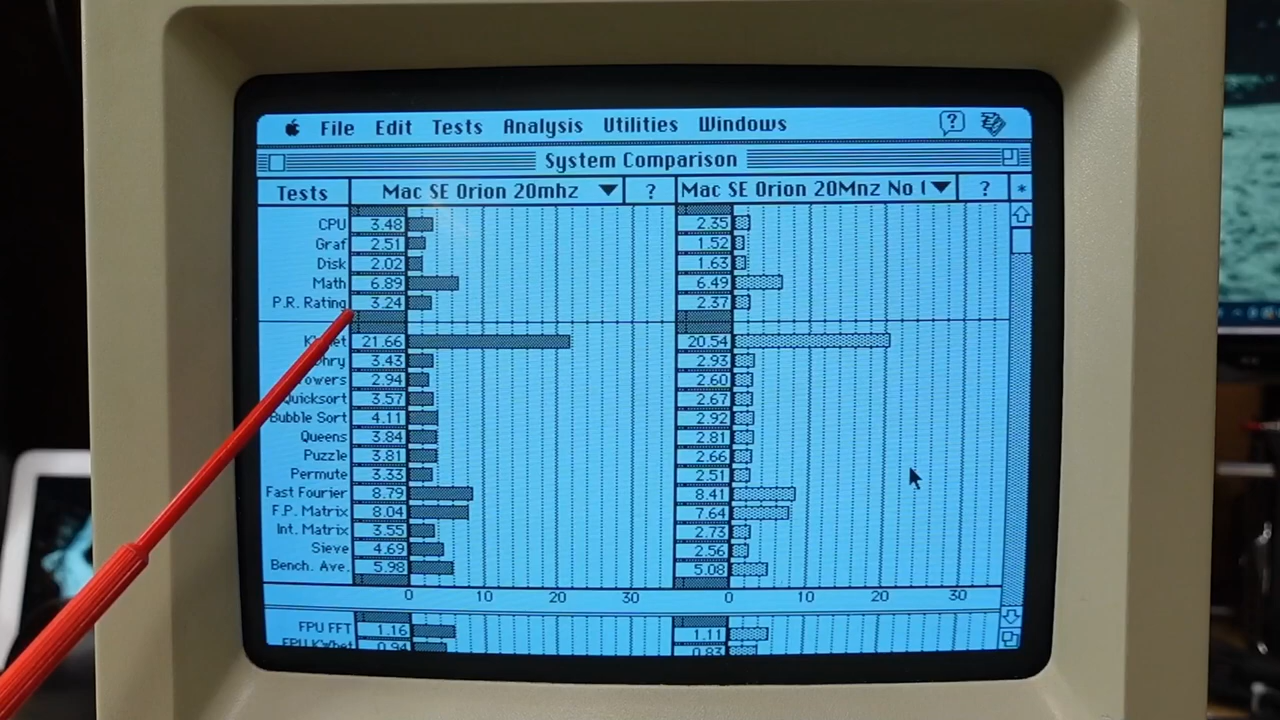 File Edit Tests Analysis Utilities Windows ?
System Comparison
Tests Mac SE Orion 20mhz ? Mac SE Orion 20Mnz No ? *
CPU 3.48 2.35
Graf 2.51 1.52
Disk 2.02 1.63
Math 6.89 6.49
P.R. Rating 3.24 2.37
21.66 20.54
3.43 2.93
2.94 2.60
Quicksort 3.57 2.67
Bubble Sort 4.11 2.92
Queens 3.84 2.81
Puzzle 3.81 2.66
Permute 3.33 2.51
Fast Fourier 8.79 8.41
F.P. Matrix 8.04 7.64
Int. Matrix 3.55 2.73
Sieve 4.69 2.56
Bench. Ave. 5.98 5.08
0 10 20 30 0 10 20 30
FPU FFT 1.16 1.11
FPU KWhet 0.94 0.83